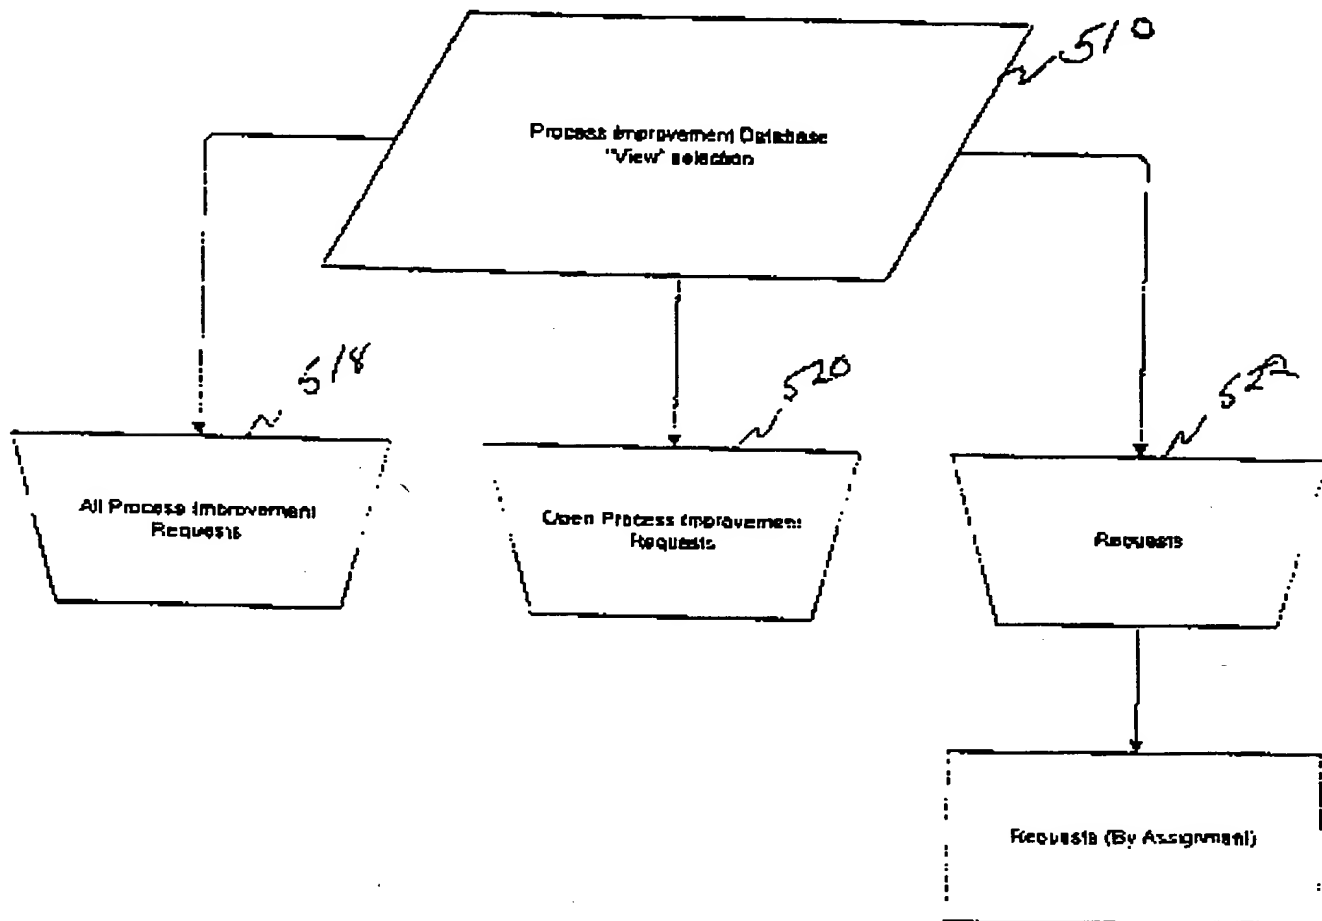 510
Process Improvement Database
"View" selection
518
520
522
All Process Improvement
Requests
Open Process Improvement
Requests
Requests
Requests (By Assignment)